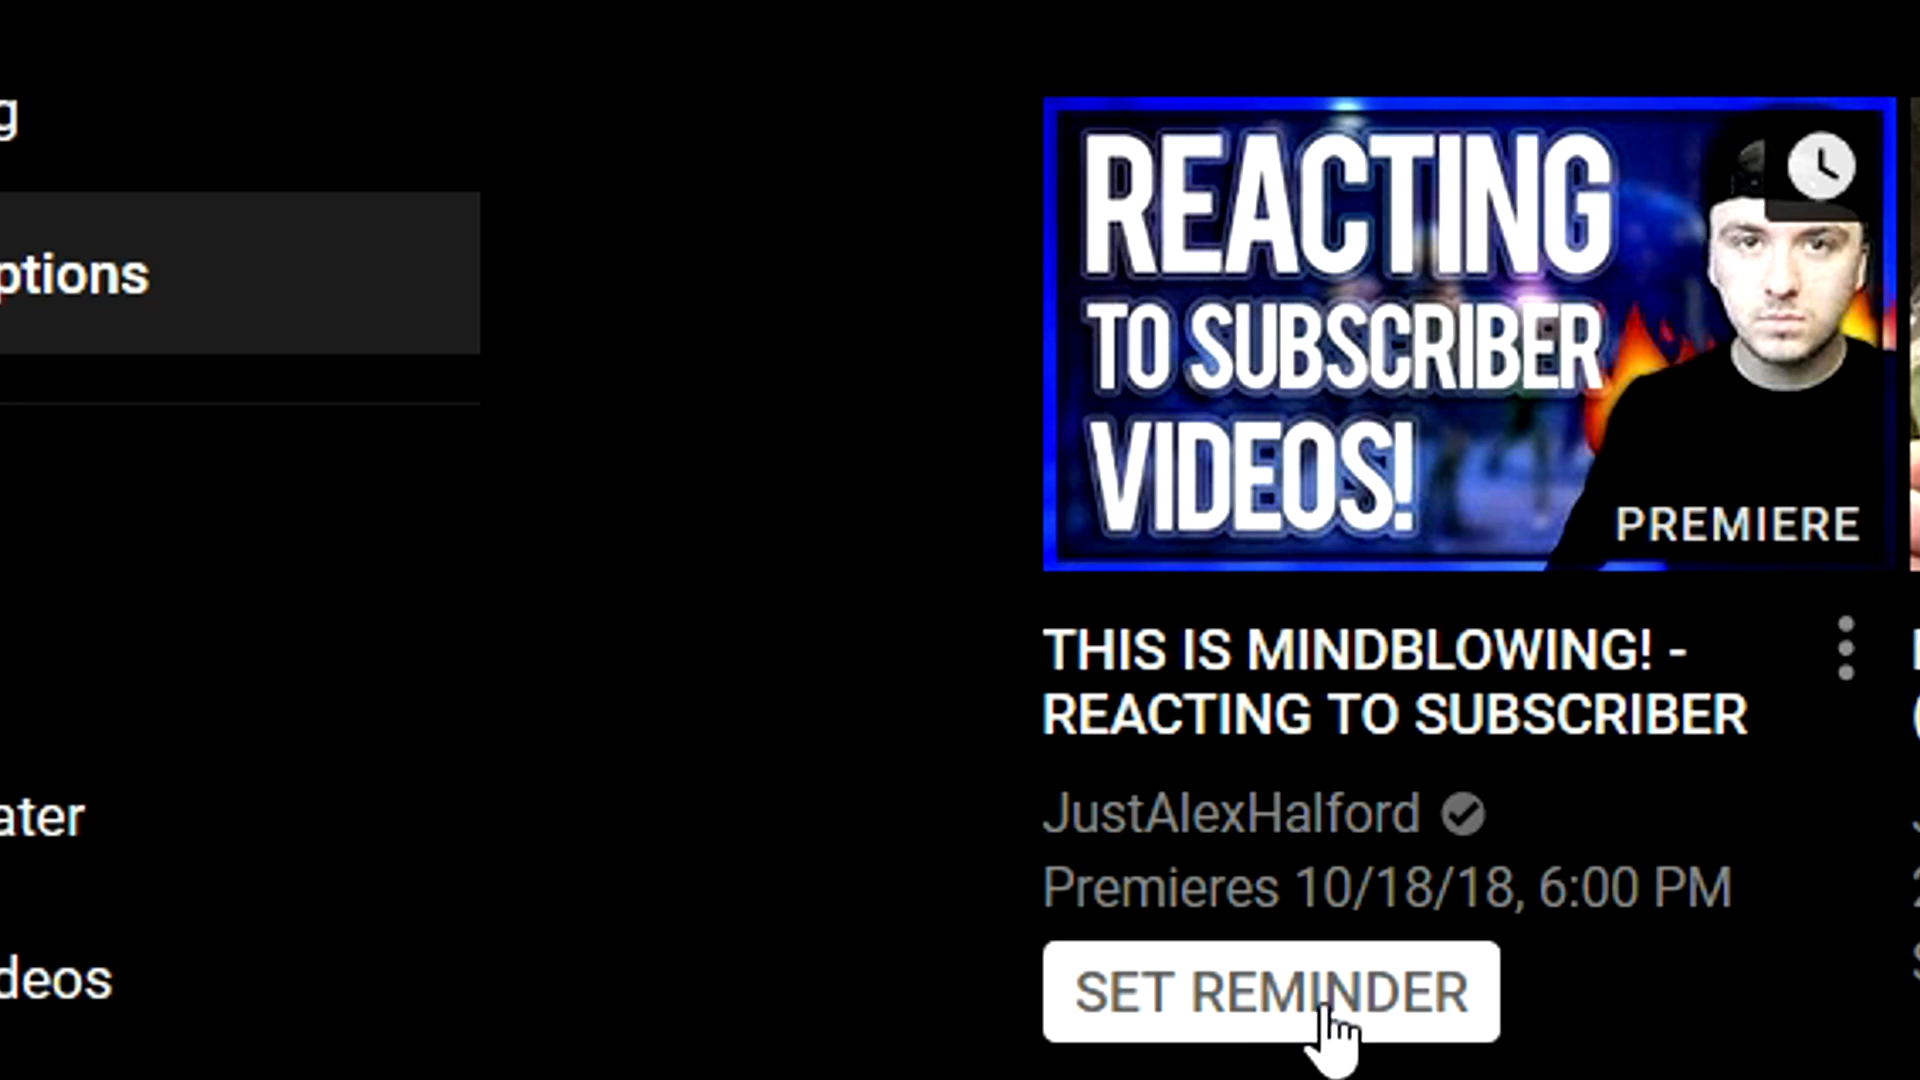 g
ptions
ater
deos
REACTING
TO SUBSCRIBER
VIDEOS!
PREMIERE
THIS IS MINDBLOWING! -
REACTING TO SUBSCRIBER
JustAlexHalford
Premieres 10/18/18, 6:00 PM
SET REMINDER